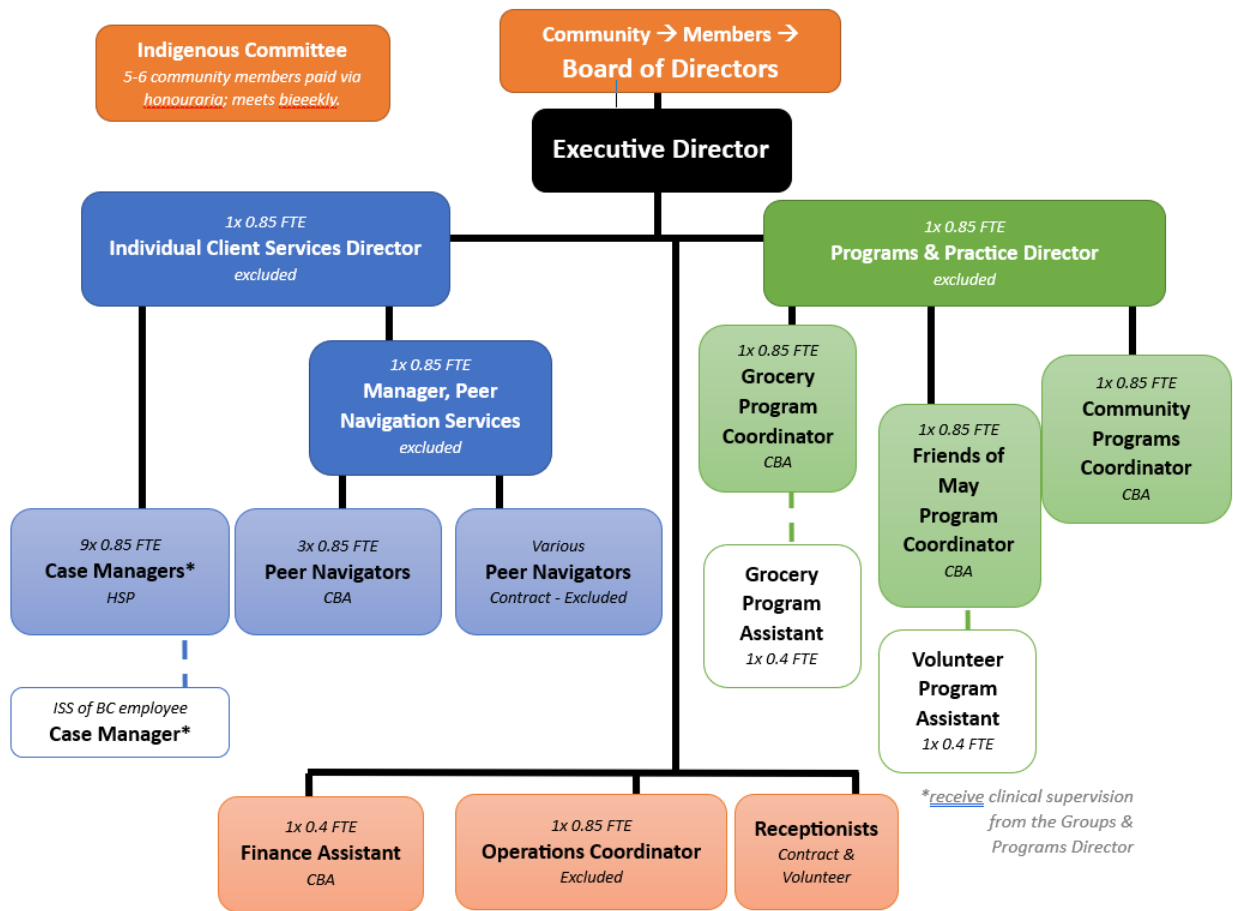 Indigenous Committee
5-6 community members paid via
honouraria; meets bieeekly.
Community → Members →
Board of Directors
Executive Director
1x 0.85 FTE
Individual Client Services Director
excluded
1x 0.85 FTE
Programs & Practice Director
excluded
1x 0.85 FTE
Manager, Peer
Navigation Services
excluded
1x 0.85 FTE
Grocery
Program
Coordinator
CBA
1x 0.85 FTE
Friends of
May
Program
Coordinator
CBA
1x 0.85 FTE
Community
Programs
Coordinator
CBA
9x 0.85 FTE
Case Managers*
HSP
3x 0.85 FTE
Peer Navigators
CBA
Various
Peer Navigators
Contract - Excluded
Grocery
Program
Assistant
1x 0.4 FTE
Volunteer
Program
Assistant
1x 0.4 FTE
ISS of BC employee
Case Manager*
1x 0.4 FTE
Finance Assistant
CBA
1x 0.85 FTE
Operations Coordinator
Excluded
Receptionists
Contract &
Volunteer
*receive clinical supervision
from the Groups &
Programs Director